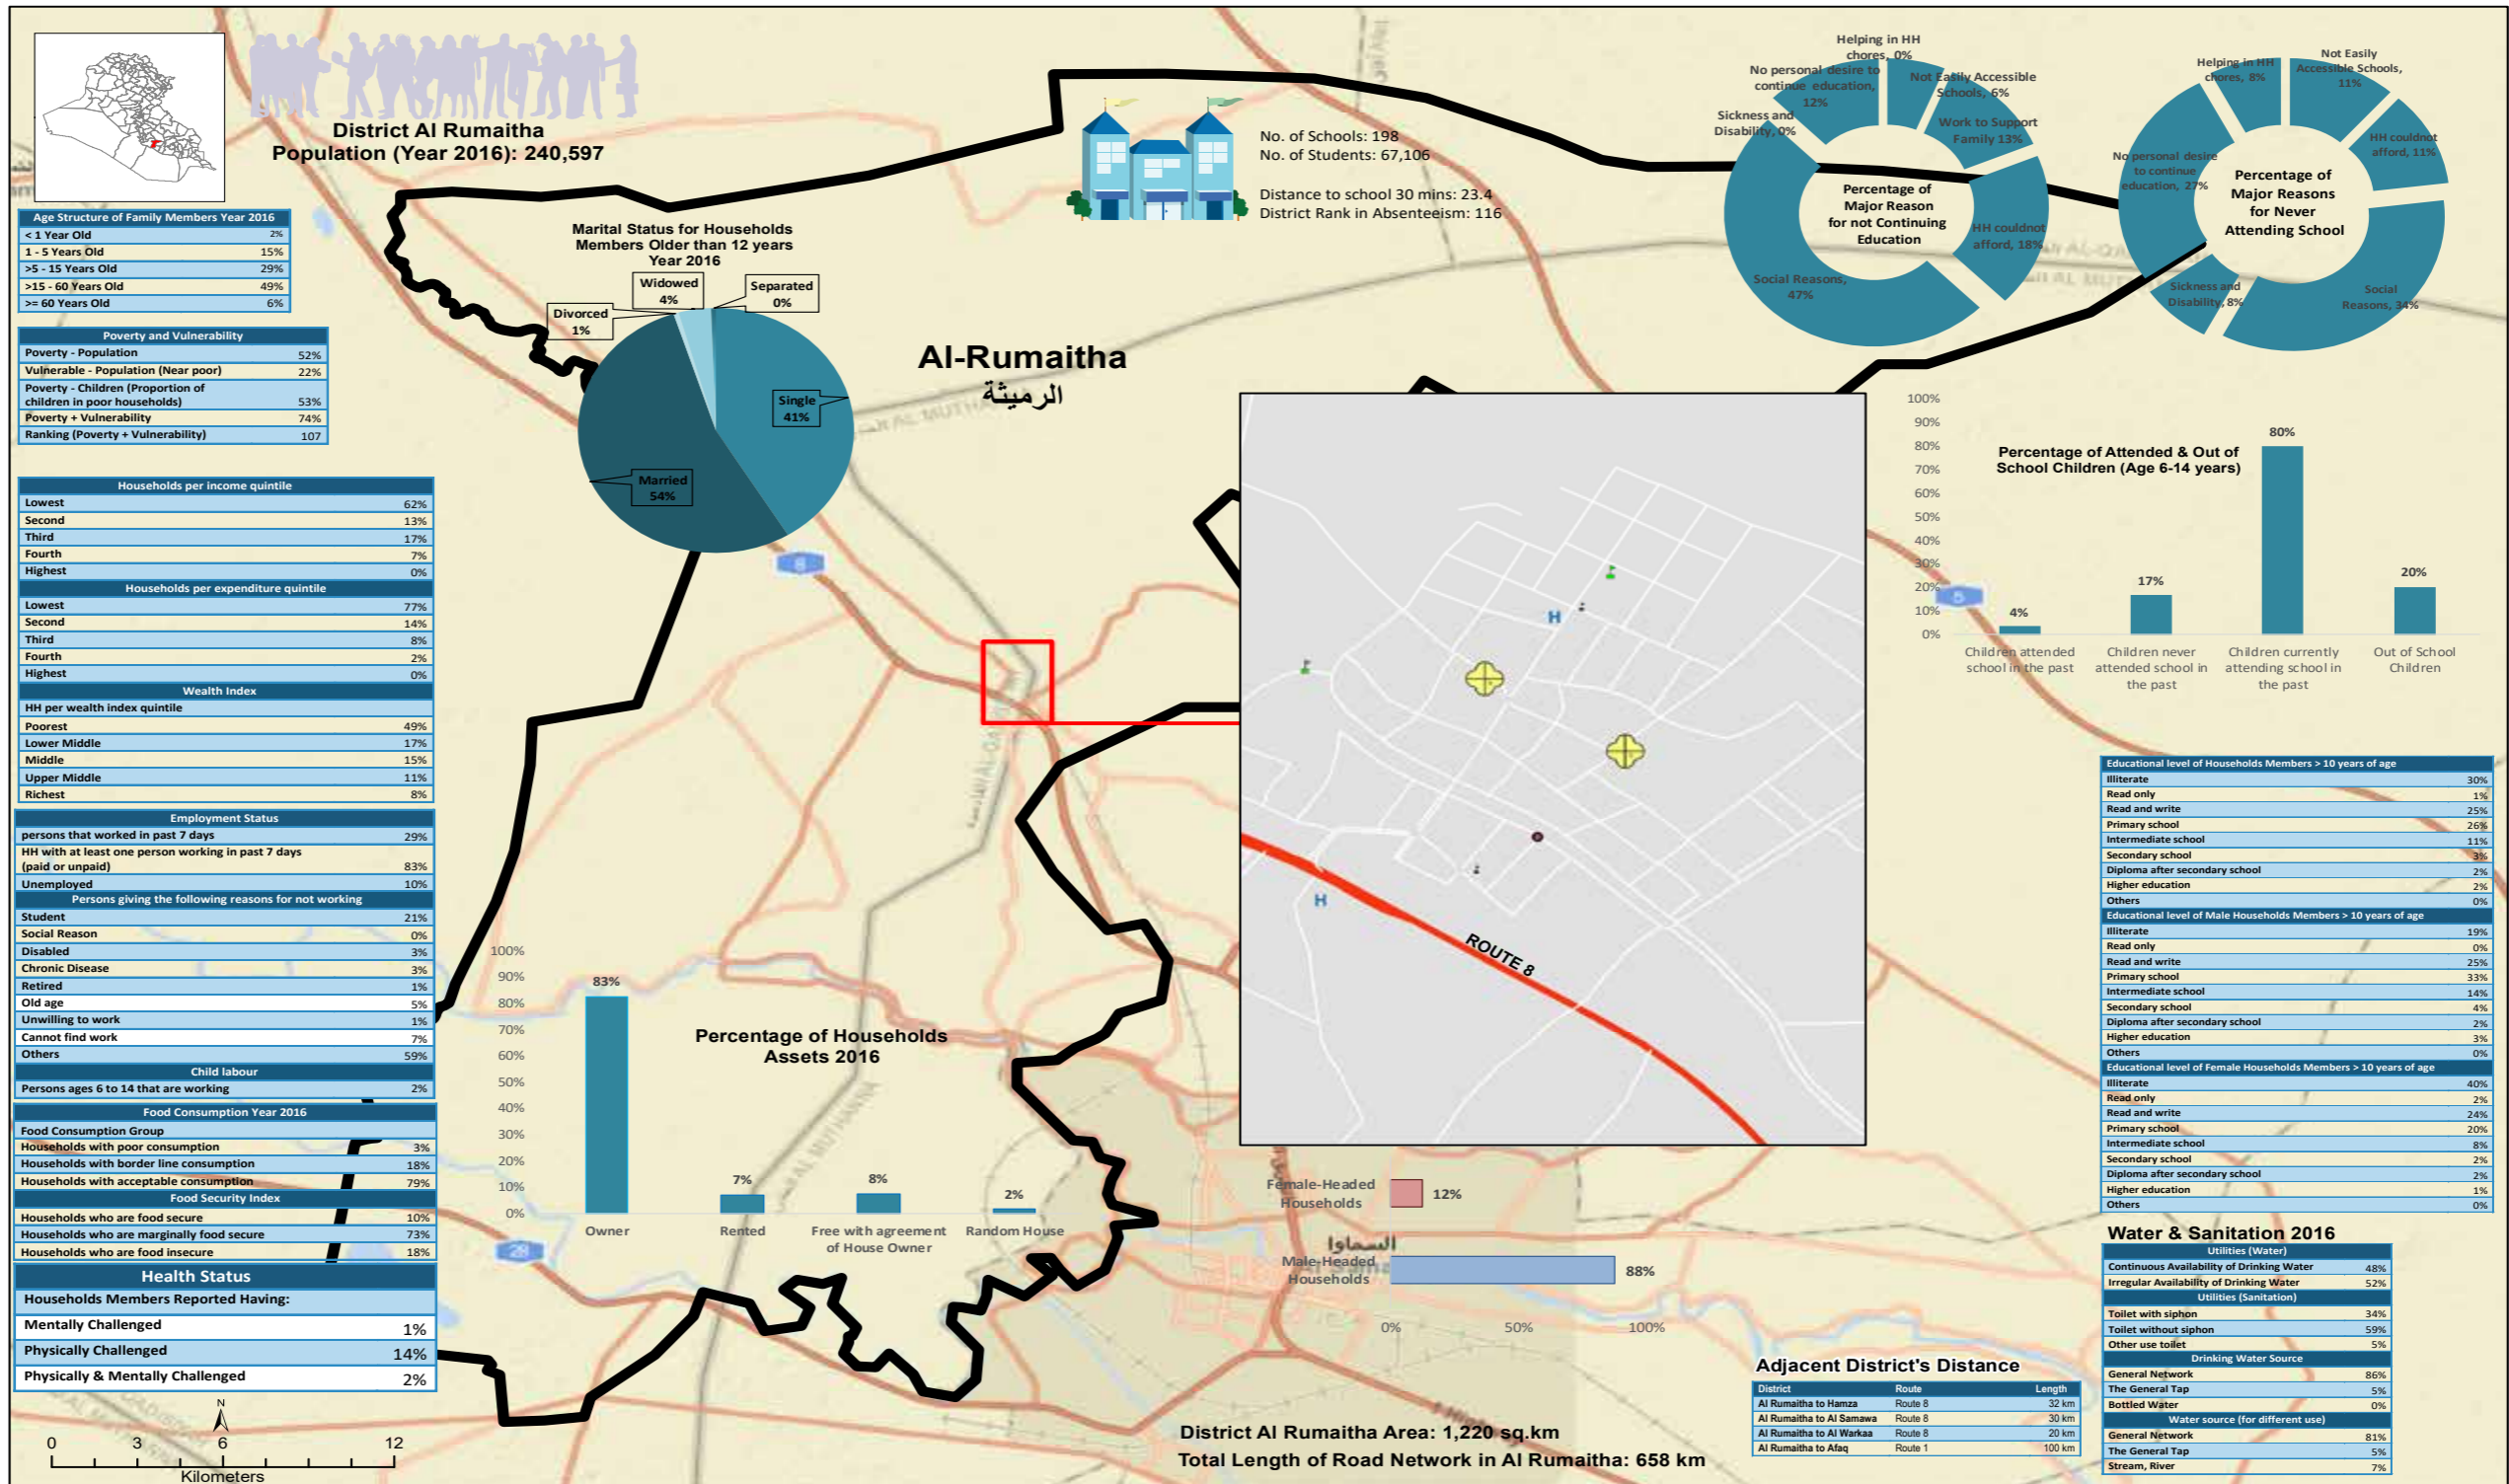 District Al Rumaitha
Population (Year 2016): 240,597
Age Structure of Family Members Year 2016
< 1 Year Old 2%
1 - 5 Years Old 15%
>5 - 15 Years Old 29%
>15 - 60 Years Old 49%
>= 60 Years Old 6%
Poverty and Vulnerability
Poverty - Population 52%
Vulnerable - Population (Near poor) 22%
Poverty - Children (Proportion of
children in poor households) 53%
Poverty + Vulnerability 74%
Ranking (Poverty + Vulnerability) 107
Households per income quintile
Lowest 62%
Second 13%
Third 17%
Fourth 7%
Highest 0%
Households per expenditure quintile
Lowest 77%
Second 14%
Third 8%
Fourth 2%
Highest 0%
Wealth Index
HH per wealth index quintile
Poorest 49%
Lower Middle 17%
Middle 15%
Upper Middle 11%
Richest 8%
Employment Status
persons that worked in past 7 days 29%
HH with at least one person working in past 7 days
(paid or unpaid) 83%
Unemployed 10%
Persons giving the following reasons for not working
Student 21%
Social Reason 0%
Disabled 3%
Chronic Disease 3%
Retired 1%
Old age 5%
Unwilling to work 1%
Cannot find work 7%
Others 59%
Child labour
Persons ages 6 to 14 that are working 2%
Food Consumption Year 2016
Food Consumption Group
Households with poor consumption 3%
Households with border line consumption 18%
Households with acceptable consumption 79%
Food Security Index
Households who are food secure 10%
Households who are marginally food secure 73%
Households who are food insecure 18%
Health Status
Households Members Reported Having:
Mentally Challenged 1%
Physically Challenged 14%
Physically & Mentally Challenged 2%
N
0 3 6 12
Kilometers
Marital Status for Households
Members Older than 12 years
Year 2016
Widowed
4%
Separated
0%
Divorced
1%
Single
41%
Married
54%
Al-Rumaitha
الرميثة
No. of Schools: 198
No. of Students: 67,106
Distance to school 30 mins: 23.4
District Rank in Absenteeism: 116
Helping in HH
chores, 0%
No personal desire to
continue education,
12%
Not Easily Accessible
Schools, 6%
Sickness and
Disability, 0%
Work to Support
Family 13%
Percentage of
Major Reason
for not Continuing
Education
HH couldnot
afford, 18%
Social Reasons,
47%
Helping in HH
chores, 8%
Not Easily
Accessible Schools,
11%
HH couldnot
afford, 11%
No personal desire
to continue
education, 27%
Percentage of
Major Reasons
for Never
Attending School
Sickness and
Disability, 8%
Social
Reasons, 34%
Percentage of Attended & Out of
School Children (Age 6-14 years)
100%
90%
80%
70%
60%
50%
40%
30%
20%
10%
0%
4%
17%
80%
20%
Children attended
school in the past
Children never
attended school in
the past
Children currently
attending school in
the past
Out of School
Children
8
5
28
H
H
ROUTE 8
Percentage of Households
Assets 2016
100%
90%
80%
70%
60%
50%
40%
30%
20%
10%
0%
83%
7%
8%
2%
Owner
Rented
Free with agreement
of House Owner
Random House
Female-Headed
Households
12%
السماوا
Male-Headed
Households
88%
0% 50% 100%
Educational level of Households Members > 10 years of age
Illiterate 30%
Read only 1%
Read and write 25%
Primary school 26%
Intermediate school 11%
Secondary school 3%
Diploma after secondary school 2%
Higher education 2%
Others 0%
Educational level of Male Households Members > 10 years of age
Illiterate 19%
Read only 0%
Read and write 25%
Primary school 33%
Intermediate school 14%
Secondary school 4%
Diploma after secondary school 2%
Higher education 3%
Others 0%
Educational level of Female Households Members > 10 years of age
Illiterate 40%
Read only 2%
Read and write 24%
Primary school 20%
Intermediate school 8%
Secondary school 2%
Diploma after secondary school 2%
Higher education 1%
Others 0%
Water & Sanitation 2016
Utilities (Water)
Continuous Availability of Drinking Water 48%
Irregular Availability of Drinking Water 52%
Utilities (Sanitation)
Toilet with siphon 34%
Toilet without siphon 59%
Other use toilet 5%
Drinking Water Source
General Network 86%
The General Tap 5%
Bottled Water 0%
Water source (for different use)
General Network 81%
The General Tap 5%
Stream, River 7%
Adjacent District's Distance
District Route Length
Al Rumaitha to Hamza Route 8 32 km
Al Rumaitha to Al Samawa Route 8 30 km
Al Rumaitha to Al Warkaa Route 8 20 km
Al Rumaitha to Afaq Route 1 100 km
District Al Rumaitha Area: 1,220 sq.km
Total Length of Road Network in Al Rumaitha: 658 km